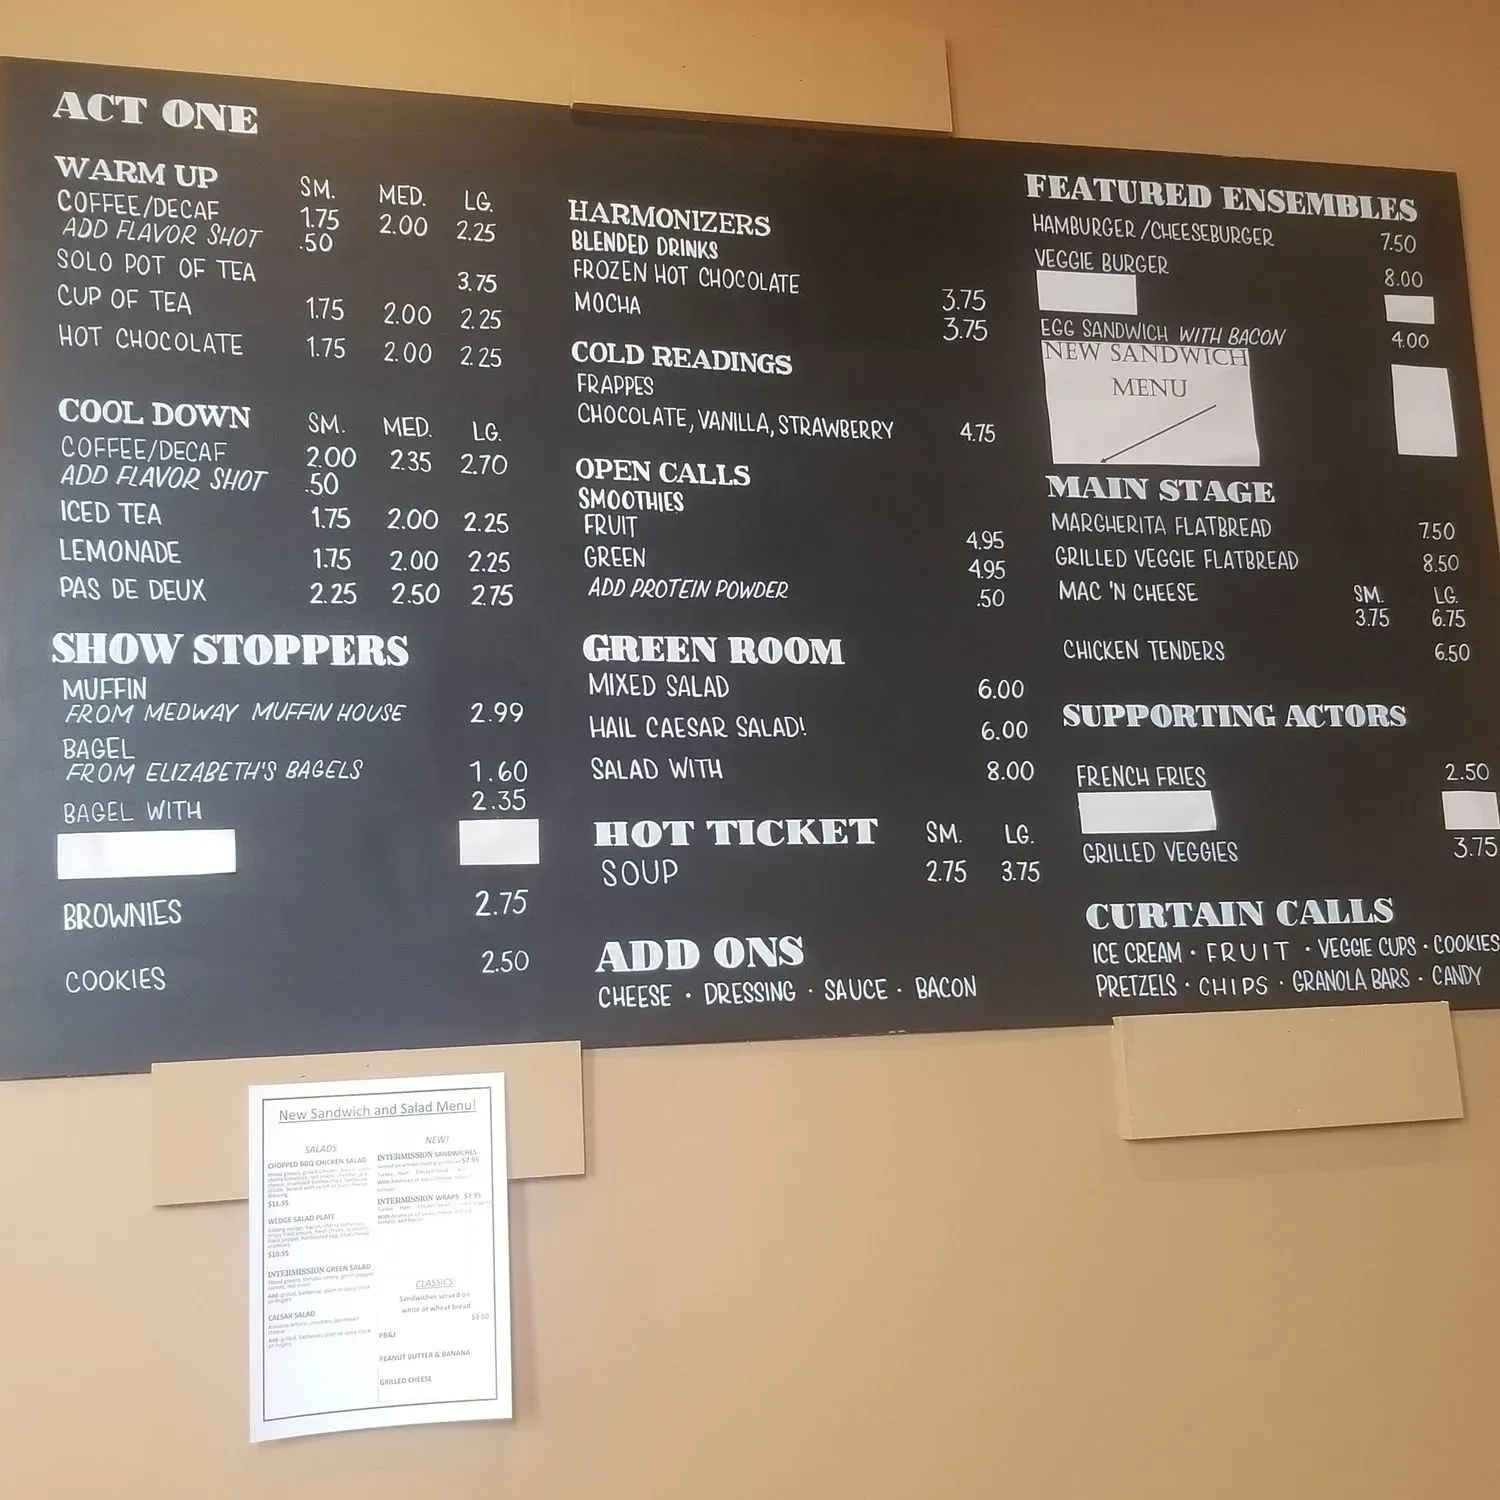 ACT ONE
WARM UP SM. MED. LG.
COFFEE/DECAF 1.75 2.00 2.25
ADD FLAVOR SHOT .50
SOLO POT OF TEA 3.75
CUP OF TEA 1.75 2.00 2.25
HOT CHOCOLATE 1.75 2.00 2.25
COOL DOWN SM. MED. LG.
COFFEE/DECAF 2.00 2.35 2.70
ADD FLAVOR SHOT .50
ICED TEA 1.75 2.00 2.25
LEMONADE 1.75 2.00 2.25
PAS DE DEUX 2.25 2.50 2.75
SHOW STOPPERS
MUFFIN
FROM MEDWAY MUFFIN HOUSE 2.99
BAGEL
FROM ELIZABETH'S BAGELS 1.60
BAGEL WITH 2.35
BROWNIES 2.75
COOKIES 2.50
HARMONIZERS
BLENDED DRINKS
FROZEN HOT CHOCOLATE 3.75
MOCHA 3.75
COLD READINGS
FRAPPES
CHOCOLATE, VANILLA, STRAWBERRY 4.75
OPEN CALLS
SMOOTHIES
FRUIT 4.95
GREEN 4.95
ADD PROTEIN POWDER .50
GREEN ROOM
MIXED SALAD 6.00
HAIL CAESAR SALAD! 6.00
SALAD WITH 8.00
HOT TICKET SM. LG.
SOUP 2.75 3.75
ADD ONS
CHEESE · DRESSING · SAUCE · BACON
FEATURED ENSEMBLES
HAMBURGER/CHEESEBURGER 7.50
VEGGIE BURGER 8.00
EGG SANDWICH WITH BACON 4.00
NEW SANDWICH
MENU
MAIN STAGE
MARGHERITA FLATBREAD 7.50
GRILLED VEGGIE FLATBREAD 8.50
MAC 'N CHEESE SM. LG.
3.75 6.75
CHICKEN TENDERS 6.50
SUPPORTING ACTORS
FRENCH FRIES 2.50
GRILLED VEGGIES 3.75
CURTAIN CALLS
ICE CREAM · FRUIT · VEGGIE CUPS · COOKIES
PRETZELS · CHIPS · GRANOLA BARS · CANDY
New Sandwich and Salad Menu!
SALADS
CHOPPED BBQ CHICKEN SALAD
$11.95
WEDGE SALAD PLATE
$10.95
INTERMISSION GREEN SALAD
CAESAR SALAD
NEW!
INTERMISSION SANDWICHES
$7.95
INTERMISSION WRAPS $7.95
CLASSICS
Sandwiches served on
white or wheat bread
$3.50
PB&J
PEANUT BUTTER & BANANA
GRILLED CHEESE